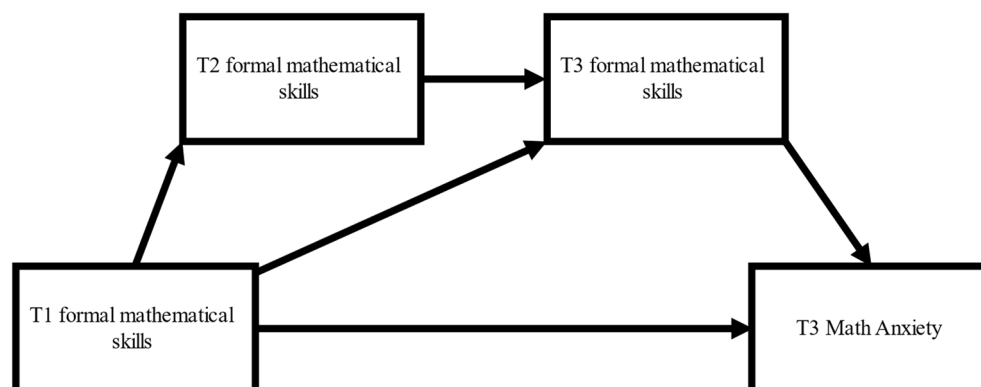 T2 formal mathematical
skills
T3 formal mathematical
skills
T1 formal mathematical
skills
T3 Math Anxiety